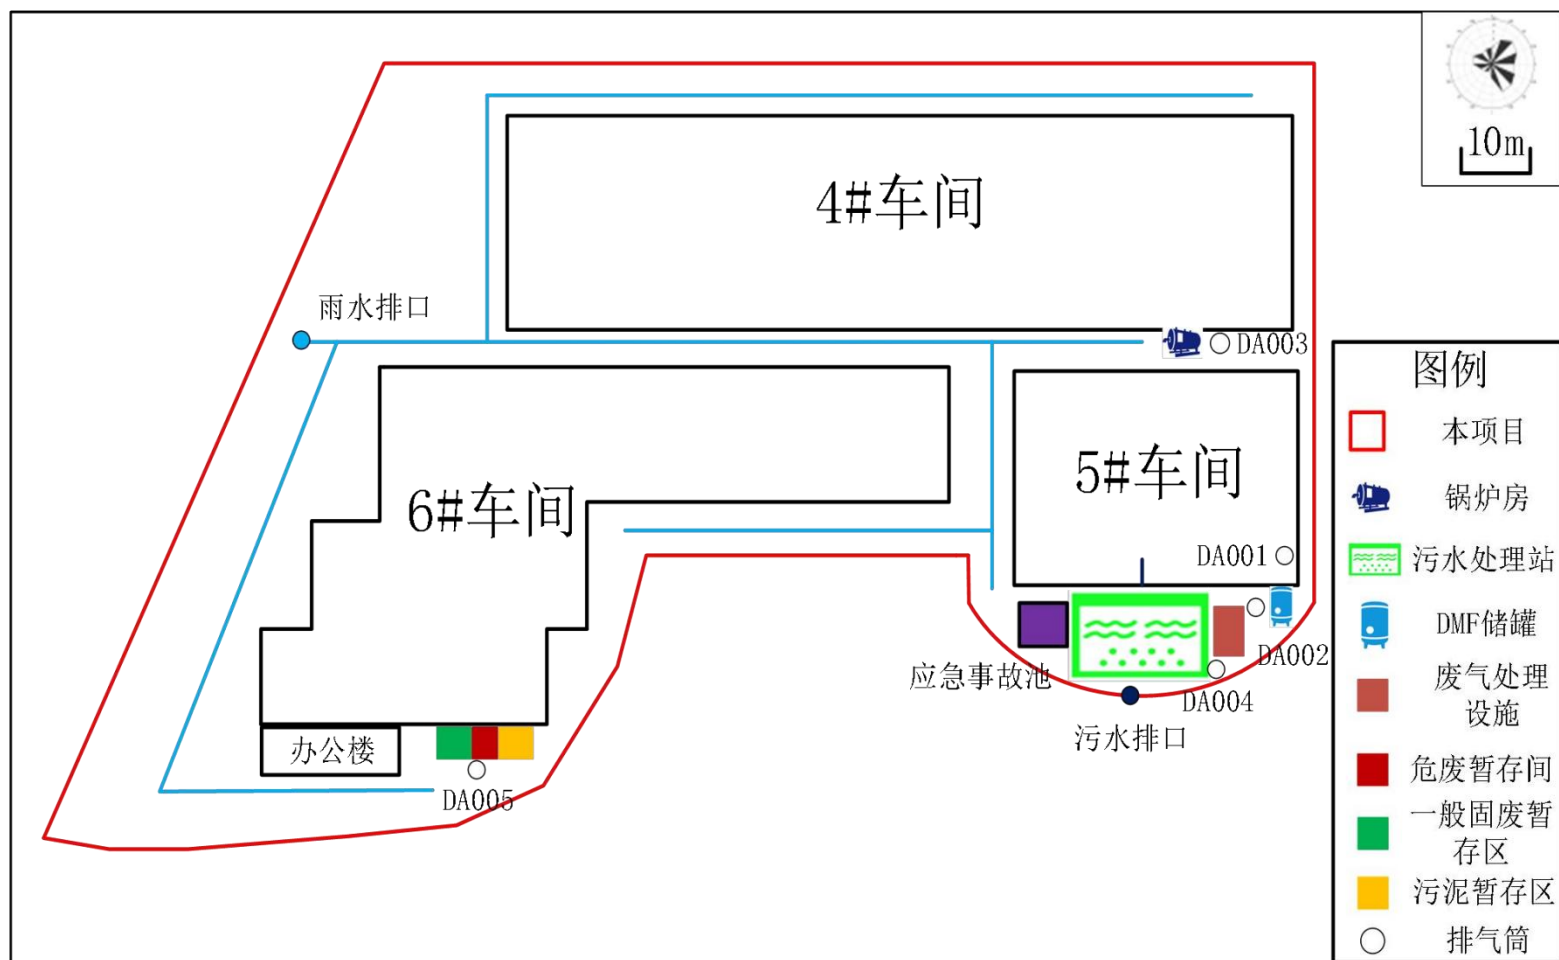 10m
4#车间
雨水排口
DA003
6#车间
5#车间
DA001
DA002
应急事故池
DA004
污水排口
办公楼
DA005
图例
本项目
锅炉房
污水处理站
DMF储罐
废气处理
设施
危废暂存间
一般固废暂
存区
污泥暂存区
排气筒